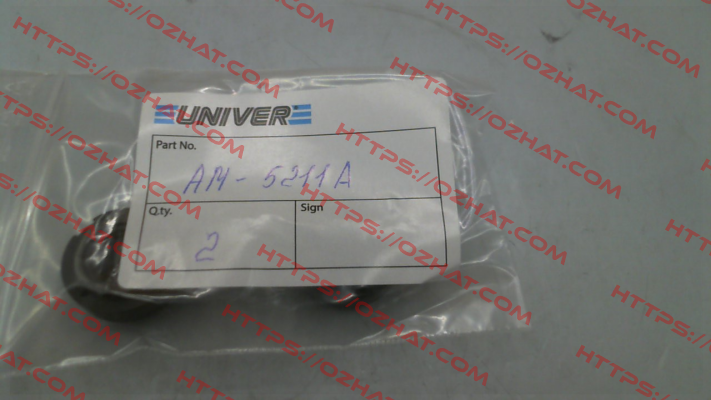 UNIVER
Part No.
AM-5211A
Q.ty.
Sign
2
HTTPS://OZHAT.COM